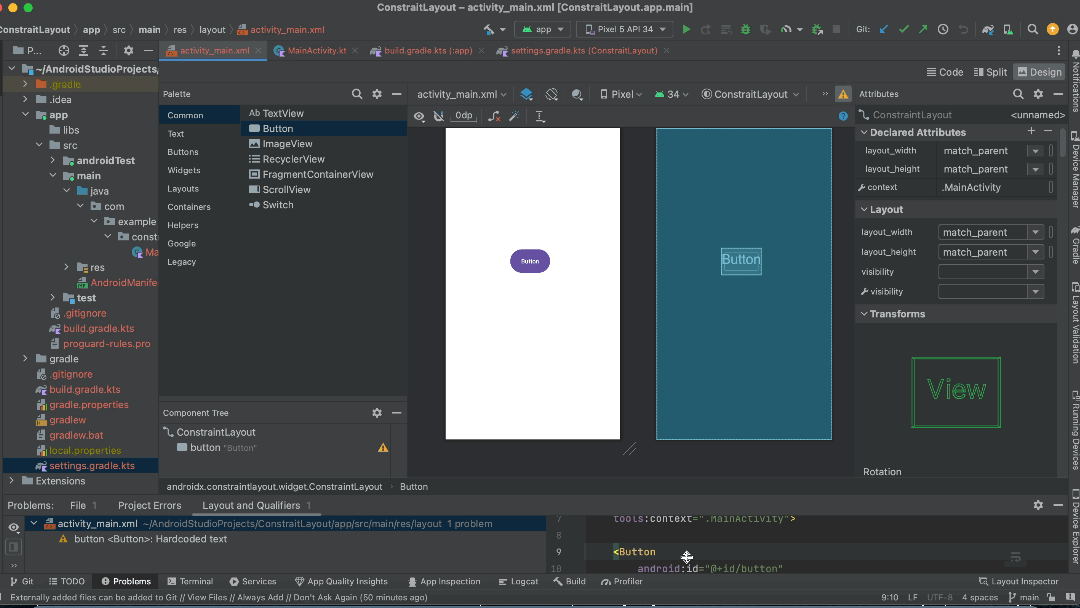 ConstraitLayout – activity_main.xml [ConstraitLayout.app.main]
ConstraitLayout app src main res layout activity_main.xml
app Pixel 5 API 34 Git:
P... activity_main.xml MainActivity.kt build.gradle.kts (:app) settings.gradle.kts (ConstraitLayout)
~/AndroidStudioProjects/
.gradle
.idea
app
libs
src
androidTest
main
java
com
example
const
Ma
res
AndroidManife
test
.gitignore
build.gradle.kts
proguard-rules.pro
gradle
.gitignore
build.gradle.kts
gradle.properties
gradlew
gradlew.bat
local.properties
settings.gradle.kts
Extensions
Code Split Design
Palette
Common
Text
Buttons
Widgets
Layouts
Containers
Helpers
Google
Legacy
Ab TextView
Button
ImageView
RecyclerView
FragmentContainerView
ScrollView
Switch
Component Tree
ConstraintLayout
button "Button"
activity_main.xml Pixel 34 ConstraitLayout
0dp
Button
Button
androidx.constraintlayout.widget.ConstraintLayout Button
Attributes
ConstraintLayout <unnamed>
Declared Attributes
layout_width match_parent
layout_height match_parent
context .MainActivity
Layout
layout_width match_parent
layout_height match_parent
visibility
visibility
Transforms
View
Rotation
Notifications
Device Manager
Gradle
Layout Validation
Running Devices
Device Explorer
Problems: File 1 Project Errors Layout and Qualifiers 1
activity_main.xml ~/AndroidStudioProjects/ConstraitLayout/app/src/main/res/layout 1 problem
button <Button>: Hardcoded text
7 tools:context=".MainActivity">
8
9 <Button
10 android:id="@+id/button"
Git TODO Problems Terminal Services App Quality Insights App Inspection Logcat Build Profiler Layout Inspector
Externally added files can be added to Git // View Files // Always Add // Don't Ask Again (50 minutes ago) 9:10 LF UTF-8 4 spaces main